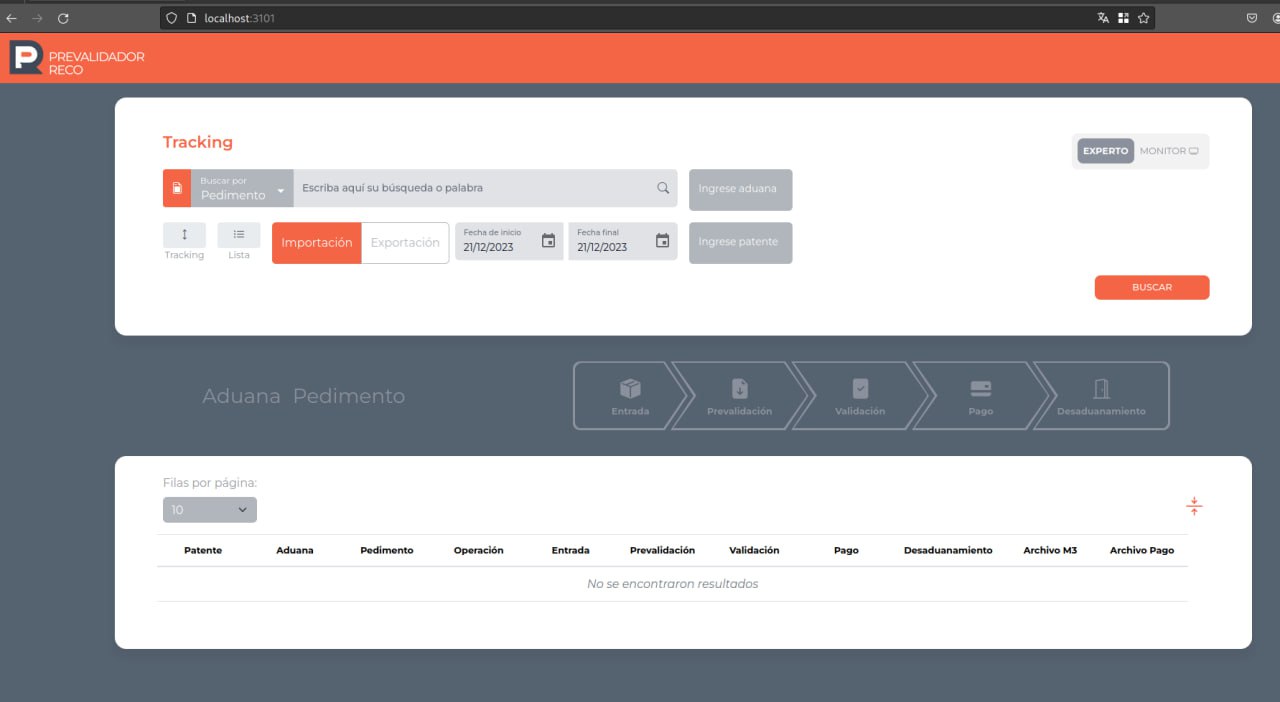 localhost:3101
PREVALIDADOR
RECO
Tracking
EXPERTO MONITOR
Buscar por
Pedimento
Escriba aquí su búsqueda o palabra
Ingrese aduana
Tracking
Lista
Importación Exportación
Fecha de inicio
21/12/2023
Fecha final
21/12/2023
Ingrese patente
BUSCAR
Aduana Pedimento
Entrada Prevalidación Validación Pago Desaduanamiento
Filas por página:
10
Patente Aduana Pedimento Operación Entrada Prevalidación Validación Pago Desaduanamiento Archivo M3 Archivo Pago
No se encontraron resultados